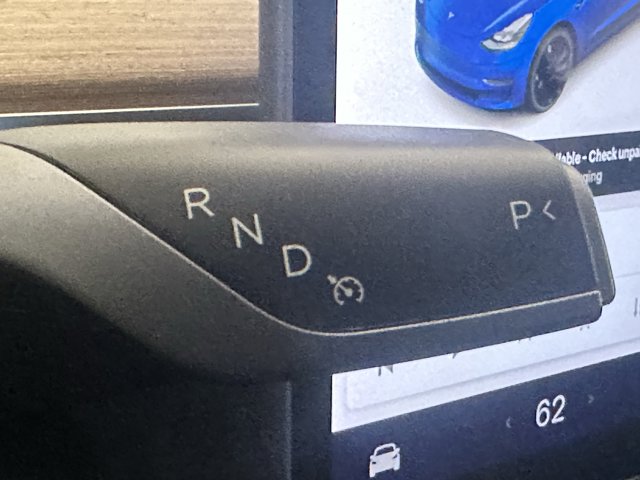 R
N
D
P <
- Check
< 62 >